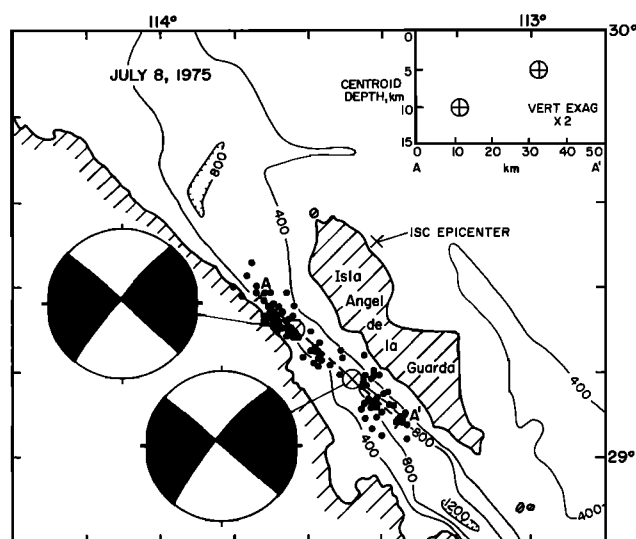 114°
113°
30°
JULY 8, 1975
0
5
10
15
CENTROID
DEPTH, km
VERT EXAG
X 2
0 10 20 30 40 50
A km A'
800
400
ISC EPICENTER
Isla
Angel
de
la
Guarda
A
400
A'
800
400
800
29°
1200
400